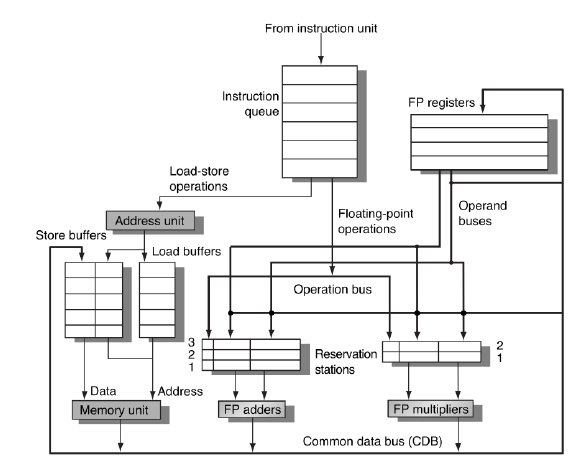 From instruction unit
Instruction
queue
FP registers
Load-store
operations
Address unit
Floating-point
operations
Operand
buses
Store buffers
Load buffers
Operation bus
3
2
1
Reservation
stations
2
1
Data
Address
Memory unit
FP adders
FP multipliers
Common data bus (CDB)